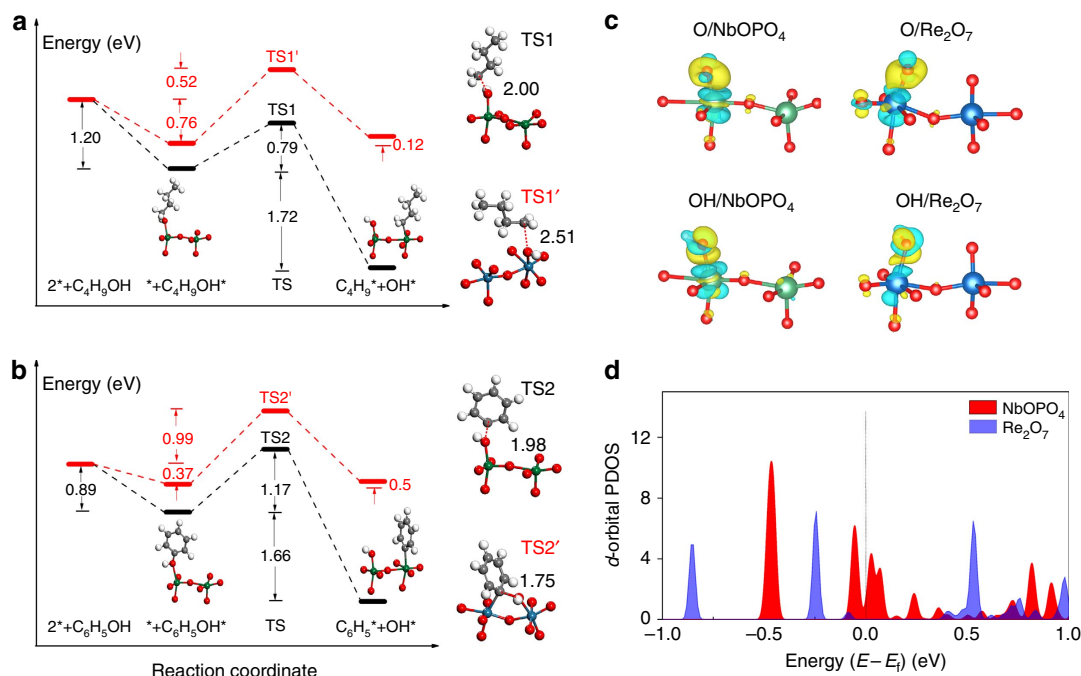 a
Energy (eV)
TS1'
0.52
0.76
TS1
1.20
0.79
0.12
1.72
2*+C₄H₉OH
*+C₄H₉OH*
TS
C₄H₉*+OH*
TS1
2.00
TS1′
2.51
b
Energy (eV)
TS2'
0.99
TS2
0.37
0.89
1.17
0.5
1.66
2*+C₆H₅OH
*+C₆H₅OH*
TS
C₆H₅*+OH*
Reaction coordinate
TS2
1.98
TS2′
1.75
c
O/NbOPO₄
O/Re₂O₇
OH/NbOPO₄
OH/Re₂O₇
d
NbOPO₄
Re₂O₇
12
8
4
0
d-orbital PDOS
−1.0
−0.5
0.0
0.5
1.0
Energy (E−Ef) (eV)